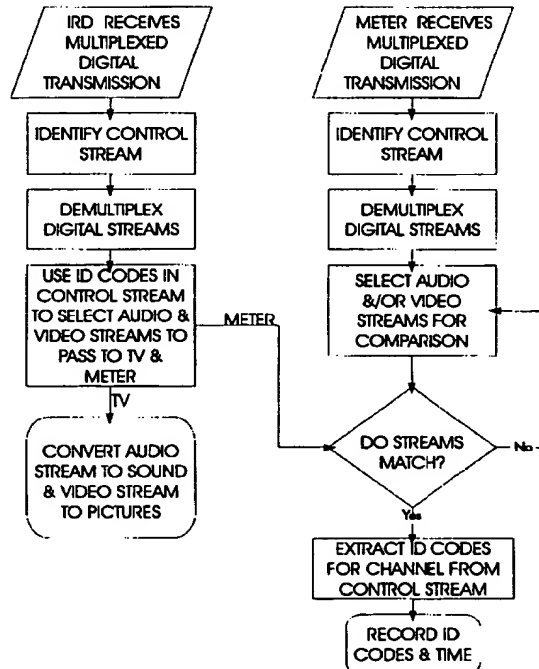 IRD RECEIVES
MULTIPLEXED
DIGITAL
TRANSMISSION
IDENTIFY CONTROL
STREAM
DEMULTIPLEX
DIGITAL STREAMS
USE ID CODES IN
CONTROL STREAM
TO SELECT AUDIO &
VIDEO STREAMS TO
PASS TO TV &
METER
METER
TV
CONVERT AUDIO
STREAM TO SOUND
& VIDEO STREAM
TO PICTURES
METER RECEIVES
MULTIPLEXED
DIGITAL
TRANSMISSION
IDENTIFY CONTROL
STREAM
DEMULTIPLEX
DIGITAL STREAMS
SELECT AUDIO
&/OR VIDEO
STREAMS FOR
COMPARISON
DO STREAMS
MATCH?
No
Yes
EXTRACT ID CODES
FOR CHANNEL FROM
CONTROL STREAM
RECORD ID
CODES & TIME